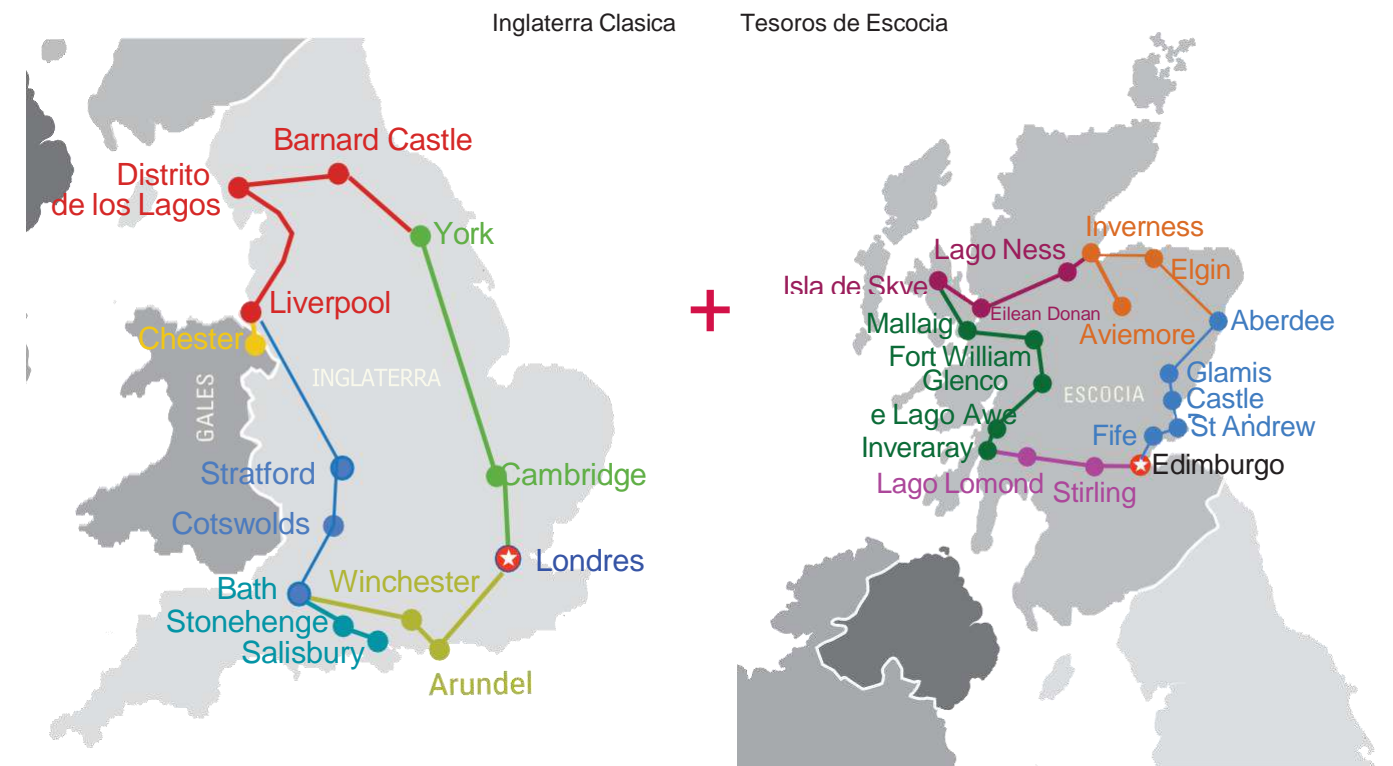 Inglaterra Clasica
Tesoros de Escocia
Barnard Castle
Distrito
de los Lagos
York
Liverpool
Chester
INGLATERRA
GALES
Stratford
Cambridge
Cotswolds
Londres
Bath
Winchester
Stonehenge
Salisbury
Arundel
+
Inverness
Lago Ness
Elgin
Isla de Skye
Eilean Donan
Mallaig
Aviemore
Aberdee
Fort William
Glenco
Glamis
ESCOCIA
Castle
e Lago Awe
St Andrew
Fife
Inveraray
Edimburgo
Lago Lomond
Stirling